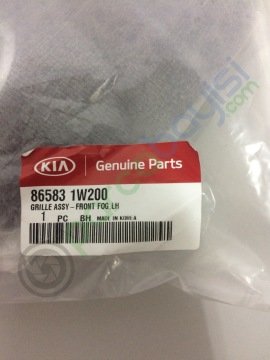 KIA Genuine Parts
86583 1W200
GRILLE ASSY-FRONT FOG,LH
1 PC BH MADE IN KOREA